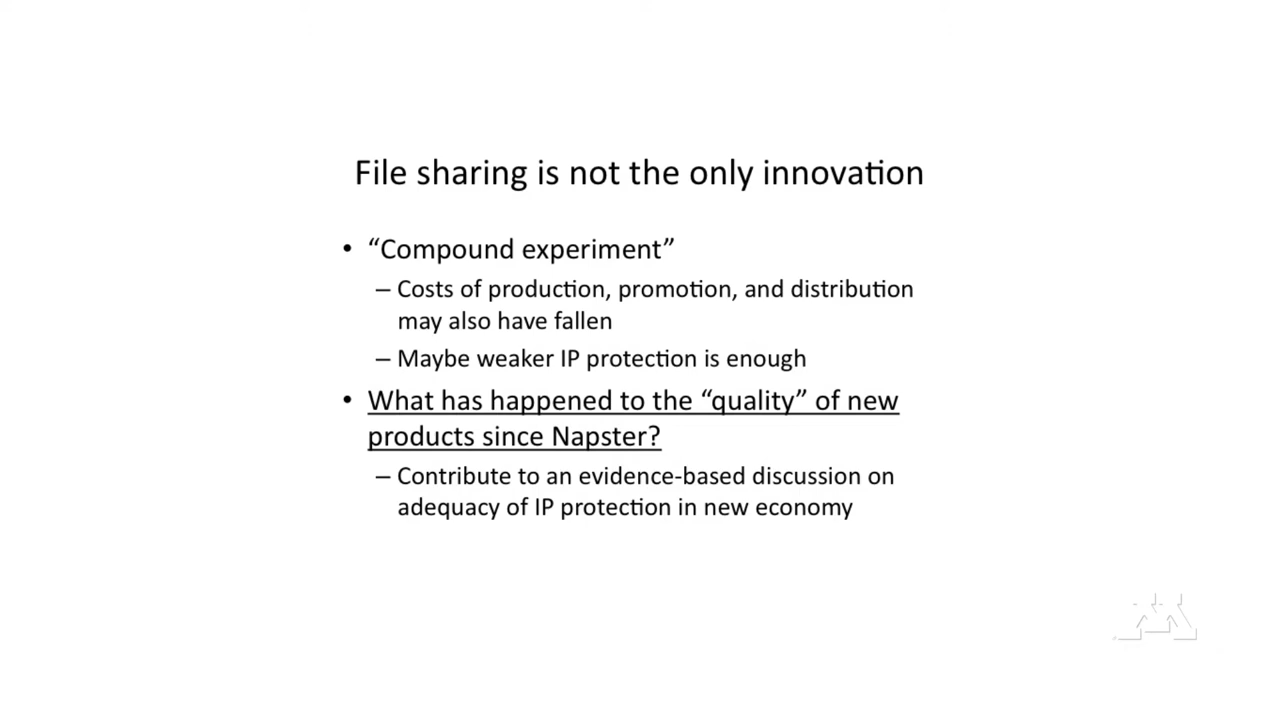 File sharing is not the only innovation
• “Compound experiment”
– Costs of production, promotion, and distribution
may also have fallen
– Maybe weaker IP protection is enough
• What has happened to the “quality” of new
products since Napster?
– Contribute to an evidence-based discussion on
adequacy of IP protection in new economy